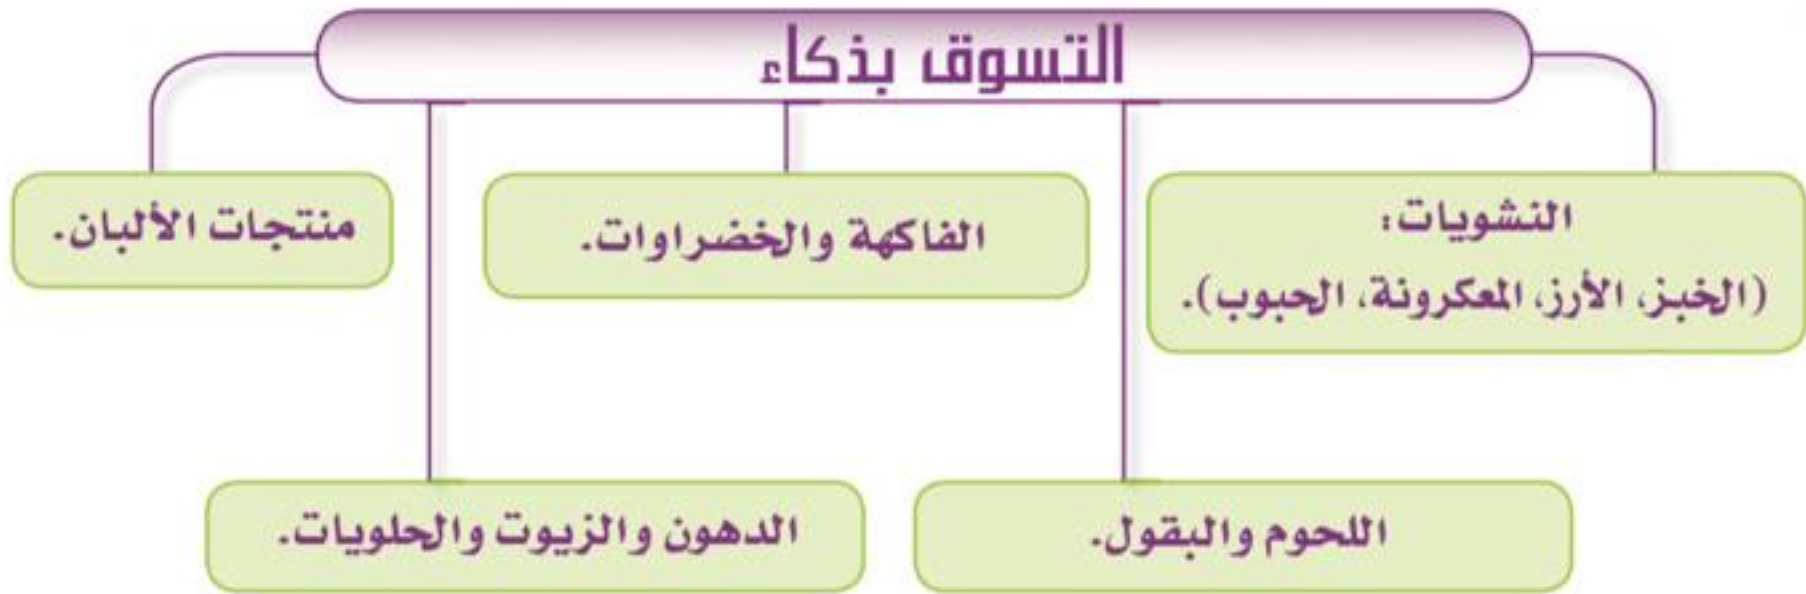 التسوق بذكاء
النشويات:
(الخبز، الأرز، المعكرونة، الحبوب).
الفاكهة والخضراوات.
منتجات الألبان.
اللحوم والبقول.
الدهون والزيوت والحلويات.